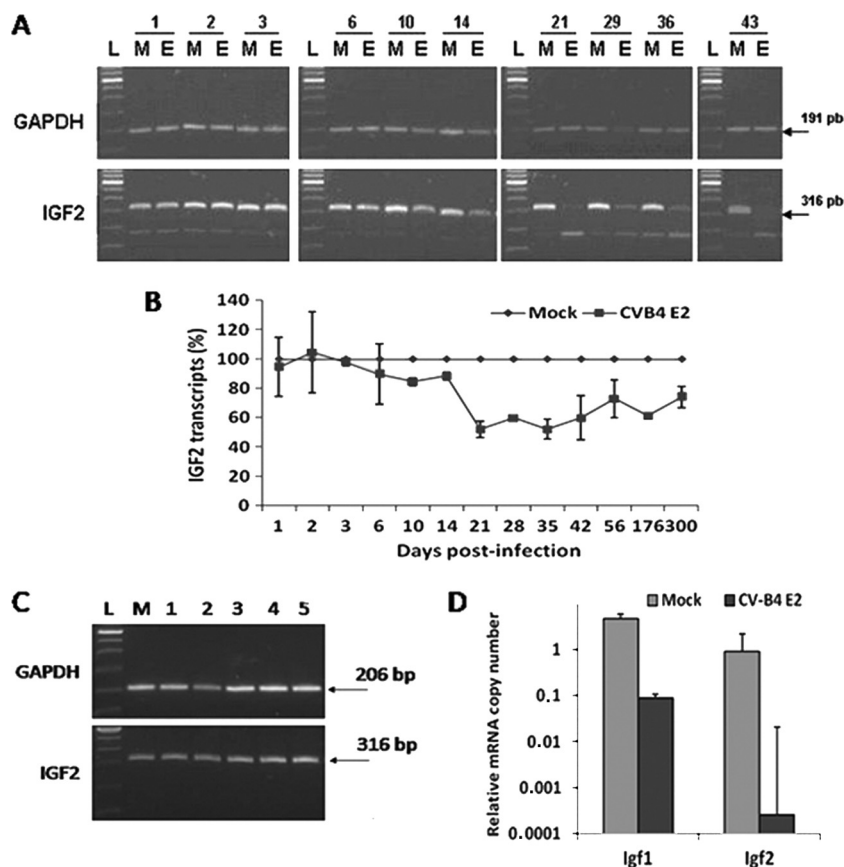 A
1 2 3 6 10 14 21 29 36 43
L M E M E M E L M E M E M E L M E M E M E L M E
GAPDH
191 pb
IGF2
316 pb
B
IGF2 transcripts (%)
140
120
100
80
60
40
20
0
Mock CVB4 E2
1 2 3 6 10 14 21 28 35 42 56 176 300
Days post-infection
C
L M 1 2 3 4 5
GAPDH
206 bp
IGF2
316 bp
D
Mock CV-B4 E2
Relative mRNA copy number
1
0.1
0.01
0.001
0.0001
Igf1 Igf2